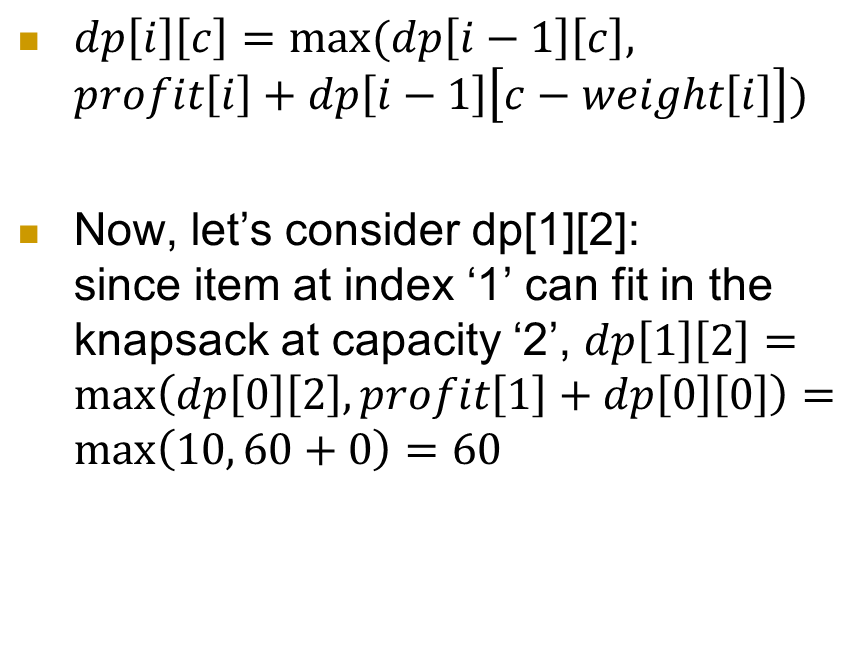 ■ 𝑑𝑝[𝑖][𝑐] = max(𝑑𝑝[𝑖 − 1][𝑐],
𝑝𝑟𝑜𝑓𝑖𝑡[𝑖] + 𝑑𝑝[𝑖 − 1][𝑐 − 𝑤𝑒𝑖𝑔ℎ𝑡[𝑖]])
■ Now, let’s consider dp[1][2]:
since item at index ‘1’ can fit in the
knapsack at capacity ‘2’, 𝑑𝑝[1][2] =
max(𝑑𝑝[0][2], 𝑝𝑟𝑜𝑓𝑖𝑡[1] + 𝑑𝑝[0][0]) =
max(10, 60 + 0) = 60